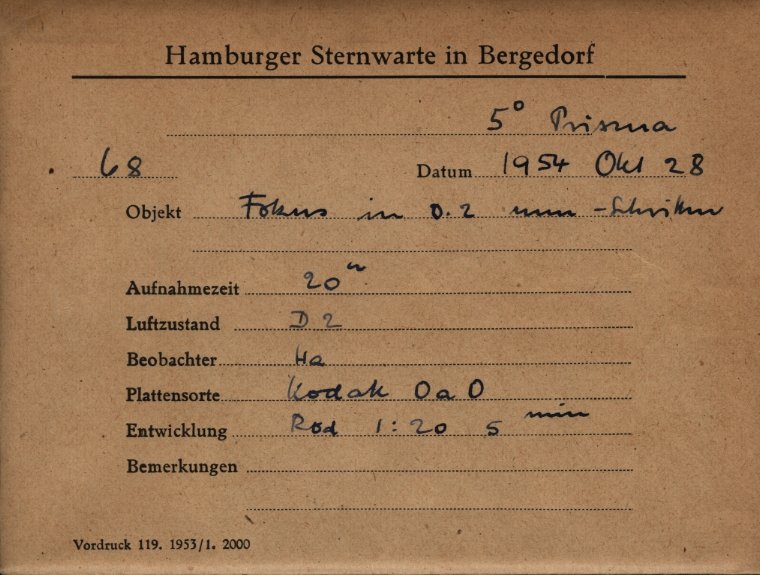 Hamburger Sternwarte in Bergedorf
5° Prisma
68 Datum 1954 Okt 28
Objekt Fokus in 0.2 mm-Schritten
Aufnahmezeit 20ᵐ
Luftzustand D 2
Beobachter Ha
Plattensorte Kodak OaO
Entwicklung Rod 1:20 5 min
Bemerkungen
Vordruck 119. 1953/1. 2000